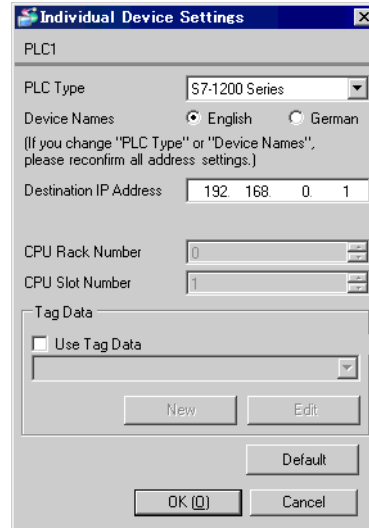 Individual Device Settings
PLC1
PLC Type S7-1200 Series
Device Names English German
(If you change "PLC Type" or "Device Names",
please reconfirm all address settings.)
Destination IP Address 192. 168. 0. 1
CPU Rack Number 0
CPU Slot Number 1
Tag Data
Use Tag Data
New Edit
Default
OK (O) Cancel